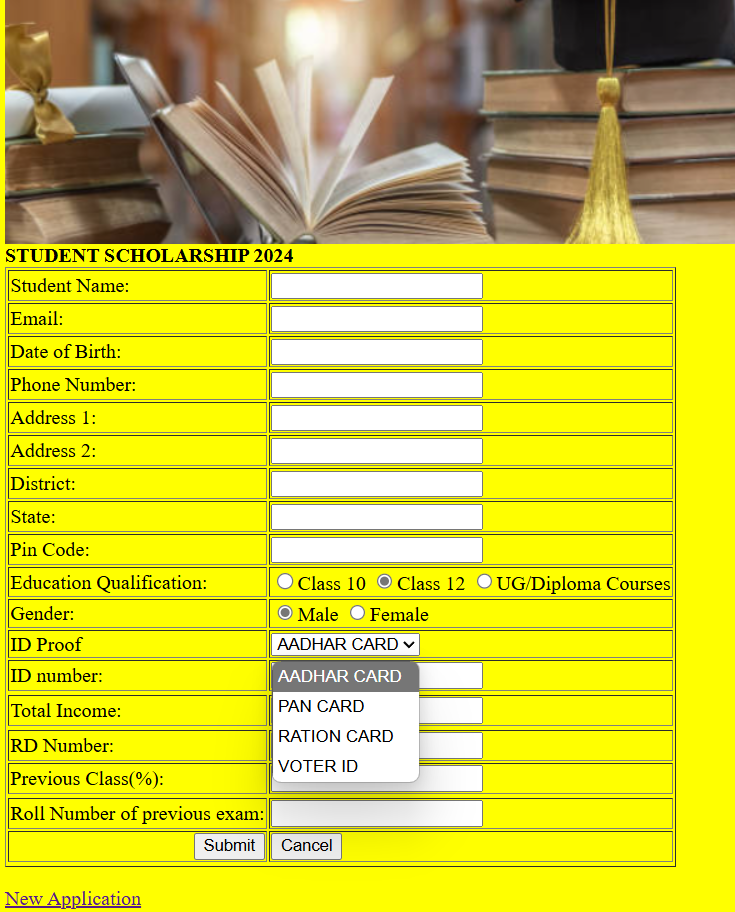 STUDENT SCHOLARSHIP 2024
Student Name:
Email:
Date of Birth:
Phone Number:
Address 1:
Address 2:
District:
State:
Pin Code:
Education Qualification: Class 10 Class 12 UG/Diploma Courses
Gender: Male Female
ID Proof AADHAR CARD
ID number: AADHAR CARD
Total Income: PAN CARD
RD Number: RATION CARD
Previous Class(%): VOTER ID
Roll Number of previous exam:
Submit Cancel
New Application